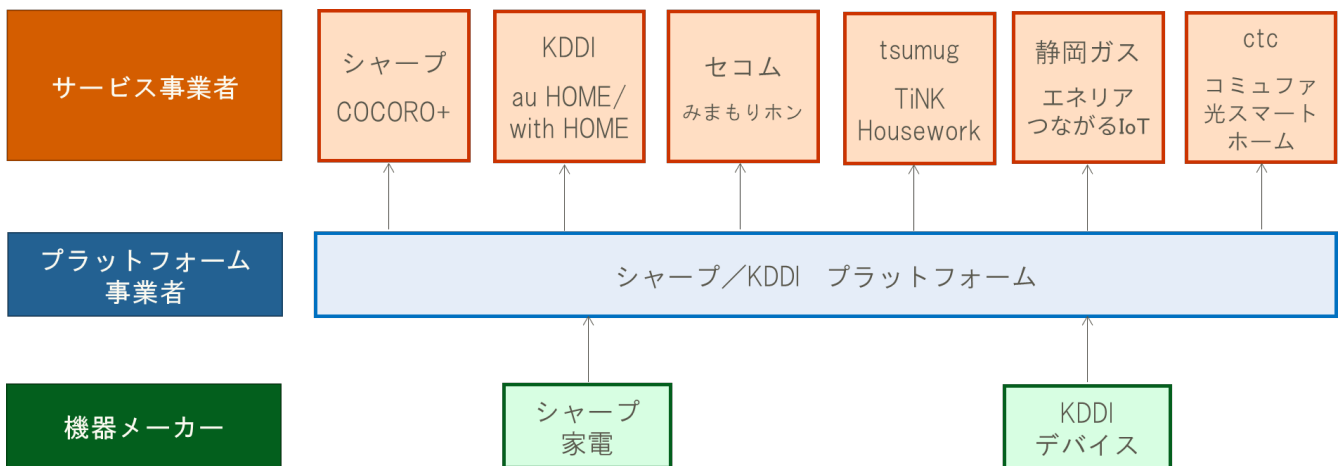 サービス事業者
シャープ
COCORO+
KDDI
au HOME/
with HOME
セコム
みまもりホン
tsumug
TiNK
Housework
静岡ガス
エネリア
つながるIoT
ctc
コミュファ
光スマート
ホーム
プラットフォーム
事業者
シャープ／KDDI　プラットフォーム
機器メーカー
シャープ
家電
KDDI
デバイス